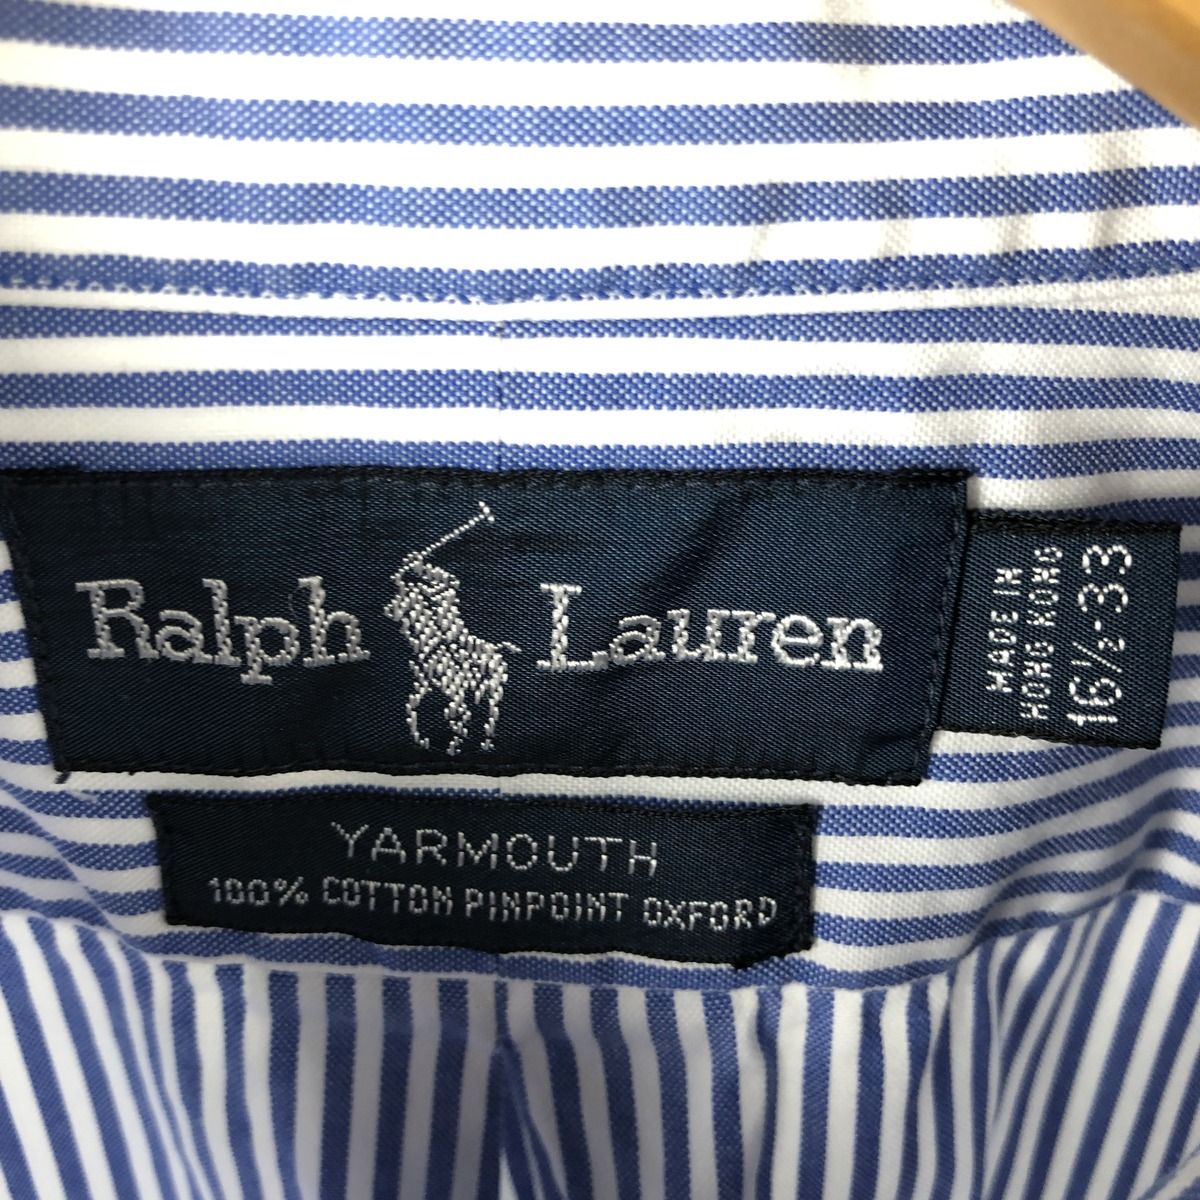 Ralph Lauren
MADE IN
HONG KONG
16½-33
YARMOUTH
100% COTTON PINPOINT OXFORD